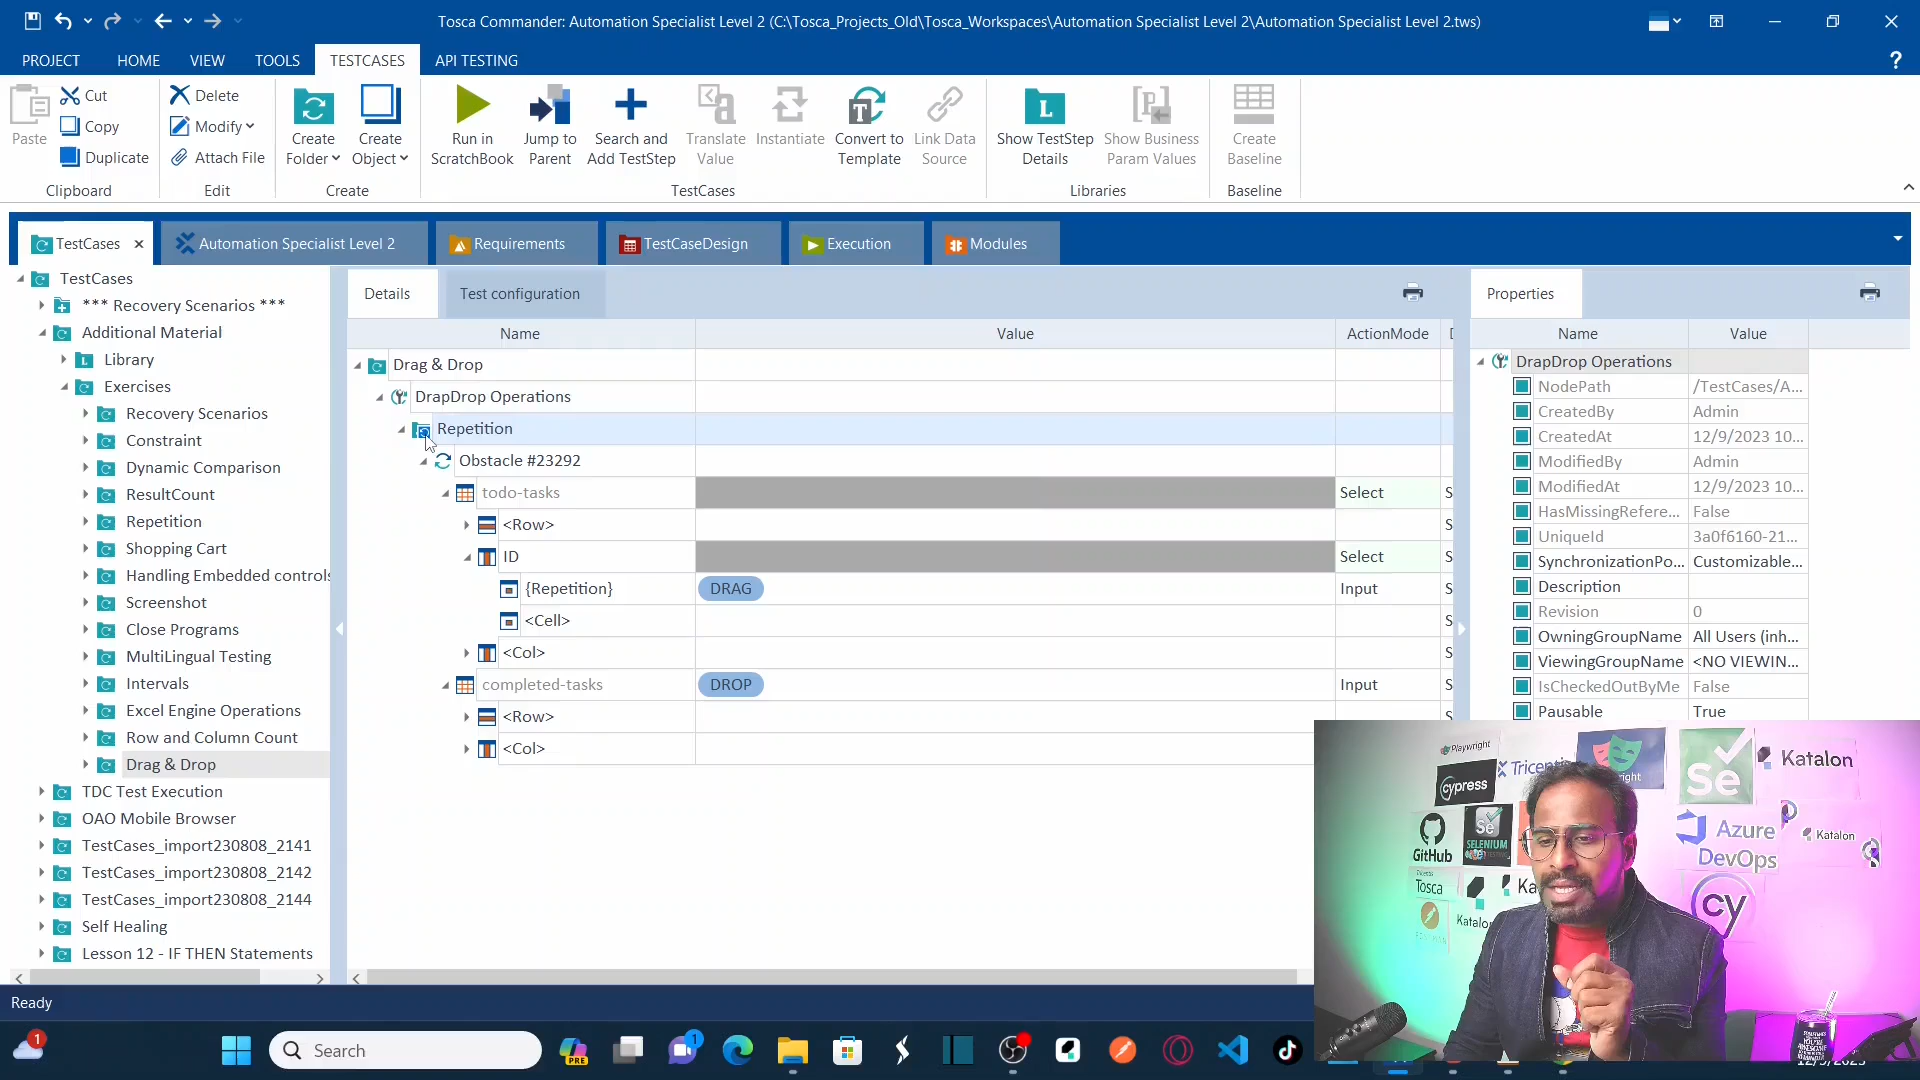 Tosca Commander: Automation Specialist Level 2 (C:\Tosca_Projects_Old\Tosca_Workspaces\Automation Specialist Level 2\Automation Specialist Level 2.tws)
PROJECT HOME VIEW TOOLS TESTCASES API TESTING ?
Paste
Cut
Copy
Duplicate
Clipboard
Delete
Modify
Attach File
Edit
Create Folder
Create Object
Create
Run in ScratchBook
Jump to Parent
Search and Add TestStep
Translate Value
Instantiate
Convert to Template
Link Data Source
TestCases
Show TestStep Details
Show Business Param Values
Libraries
Create Baseline
Baseline
TestCases Automation Specialist Level 2 Requirements TestCaseDesign Execution Modules
TestCases
*** Recovery Scenarios ***
Additional Material
Library
Exercises
Recovery Scenarios
Constraint
Dynamic Comparison
ResultCount
Repetition
Shopping Cart
Handling Embedded controls
Screenshot
Close Programs
MultiLingual Testing
Intervals
Excel Engine Operations
Row and Column Count
Drag & Drop
TDC Test Execution
OAO Mobile Browser
TestCases_import230808_2141
TestCases_import230808_2142
TestCases_import230808_2144
Self Healing
Lesson 12 - IF THEN Statements
Details Test configuration
Name Value ActionMode
Drag & Drop
DrapDrop Operations
Repetition
Obstacle #23292
todo-tasks Select S
<Row> S
ID Select S
{Repetition} DRAG Input S
<Cell> S
<Col> S
completed-tasks DROP Input S
<Row> S
<Col>
Properties
Name Value
DrapDrop Operations
NodePath /TestCases/A...
CreatedBy Admin
CreatedAt 12/9/2023 10...
ModifiedBy Admin
ModifiedAt 12/9/2023 10...
HasMissingRefere... False
UniqueId 3a0f6160-21...
SynchronizationPo... Customizable...
Description
Revision 0
OwningGroupName All Users (inh...
ViewingGroupName <NO VIEWIN...
IsCheckedOutByMe False
Pausable True
Playwright
cypress
Tricentis
Se
Katalon
GitHub
Se
SELENIUM
Azure DevOps
Katalon
Tosca
Katalon
cy
Ready
1
Search
PRE
1